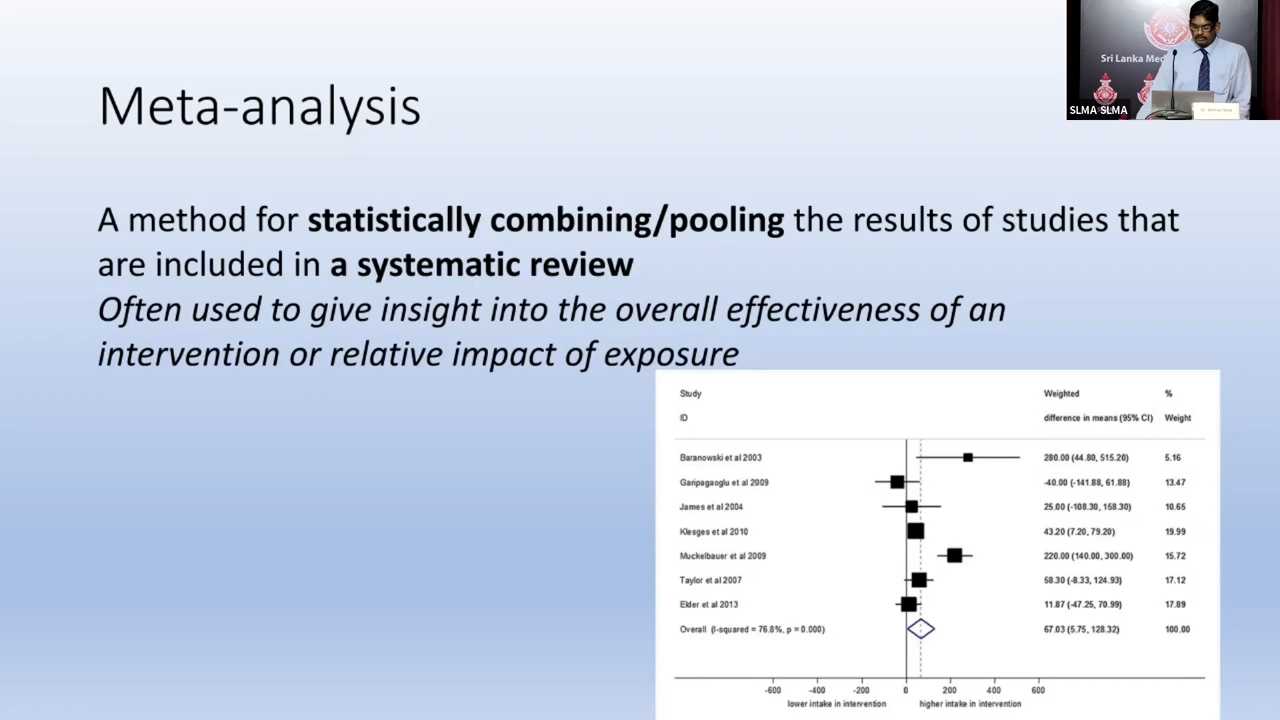 Meta-analysis
Sri Lanka Med
SLMA SLMA
A method for statistically combining/pooling the results of studies that
are included in a systematic review
Often used to give insight into the overall effectiveness of an
intervention or relative impact of exposure
Study Weighted %
ID difference in means (95% CI) Weight
Baranowski et al 2003 280.00 (44.80, 515.20) 5.16
Garipagaoglu et al 2009 -40.00 (-141.88, 61.88) 13.47
James et al 2004 25.00 (-108.30, 158.30) 10.65
Klesges et al 2010 43.20 (7.20, 79.20) 19.99
Muckelbauer et al 2009 220.00 (140.00, 300.00) 15.72
Taylor et al 2007 58.30 (-8.33, 124.93) 17.12
Elder et al 2013 11.87 (-47.25, 70.99) 17.89
Overall (I-squared = 76.8%, p = 0.000) 67.03 (5.75, 128.32) 100.00
-600 -400 -200 0 200 400 600
lower intake in intervention higher intake in intervention